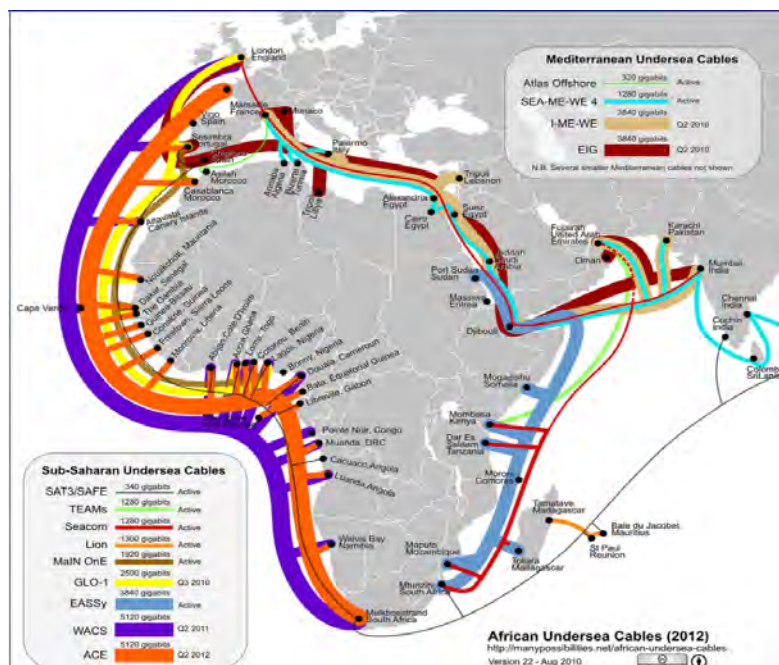 London
England
Mediterranean Undersea Cables
Atlas Offshore 320 gigabits Active
SEA-ME-WE 4 1280 gigabits Active
I-ME-WE 3840 gigabits Q2 2010
EIG 3840 gigabits Q2 2010
N.B. Several smaller Mediterranean cables not shown
Marseille
France
Monaco
Vigo
Spain
Sesimbra
Portugal
Palermo
Italy
Asilah
Morocco
Casablanca
Morocco
Annaba
Algeria
Bizerte
Tunisia
Tripoli
Libya
Tripoli
Lebanon
Alexandria
Egypt
Cairo
Egypt
Suez
Egypt
Altavista
Canary Islands
Jeddah
Saudi
Arabia
Fujairah
United Arab
Emirates
Oman
Karachi
Pakistan
Mumbai
India
Port Sudan
Sudan
Massawa
Eritrea
Djibouti
Chennai
India
Cochin
India
Colombo
Sri Lanka
Nouakchott, Mauritania
Cape Verde
Dakar, Senegal
The Gambia
Guinea Bissau
Conakre, Guinea
Freetown, Sierra Leone
Monrovia, Liberia
Abijan Cote D'Ivoire
Accra Ghana
Lome, Togo
Cotonou, Benin
Lagos, Nigeria
Bonny, Nigeria
Douala, Cameroun
Bata, Equatorial Guinea
Libreville, Gabon
Mogadishu
Somalia
Mombasa
Kenya
Dar Es
Salaam
Tanzania
Pointe Noir, Congo
Muanda, DRC
Cacuaco, Angola
Luanda, Angola
Moroni
Comoros
Tamatave,
Madagascar
Baie du Jacobet,
Mauritius
St Paul
Reunion
Toliara
Madagascar
Maputo
Mozambique
Mtunzini
South Africa
Walvis Bay
Namibia
Melkbosstrand
South Africa
Sub-Saharan Undersea Cables
SAT3/SAFE 340 gigabits Active
TEAMs 1280 gigabits Active
Seacom 1280 gigabits Active
Lion 1300 gigabits Active
MaIN OnE 1920 gigabits Active
GLO-1 2500 gigabits Q3 2010
EASSy 3840 gigabits Active
WACS 5120 gigabits Q2 2011
ACE 5120 gigabits Q2 2012
African Undersea Cables (2012)
http://manypossibilities.net/african-undersea-cables
Version 22 - Aug 2010